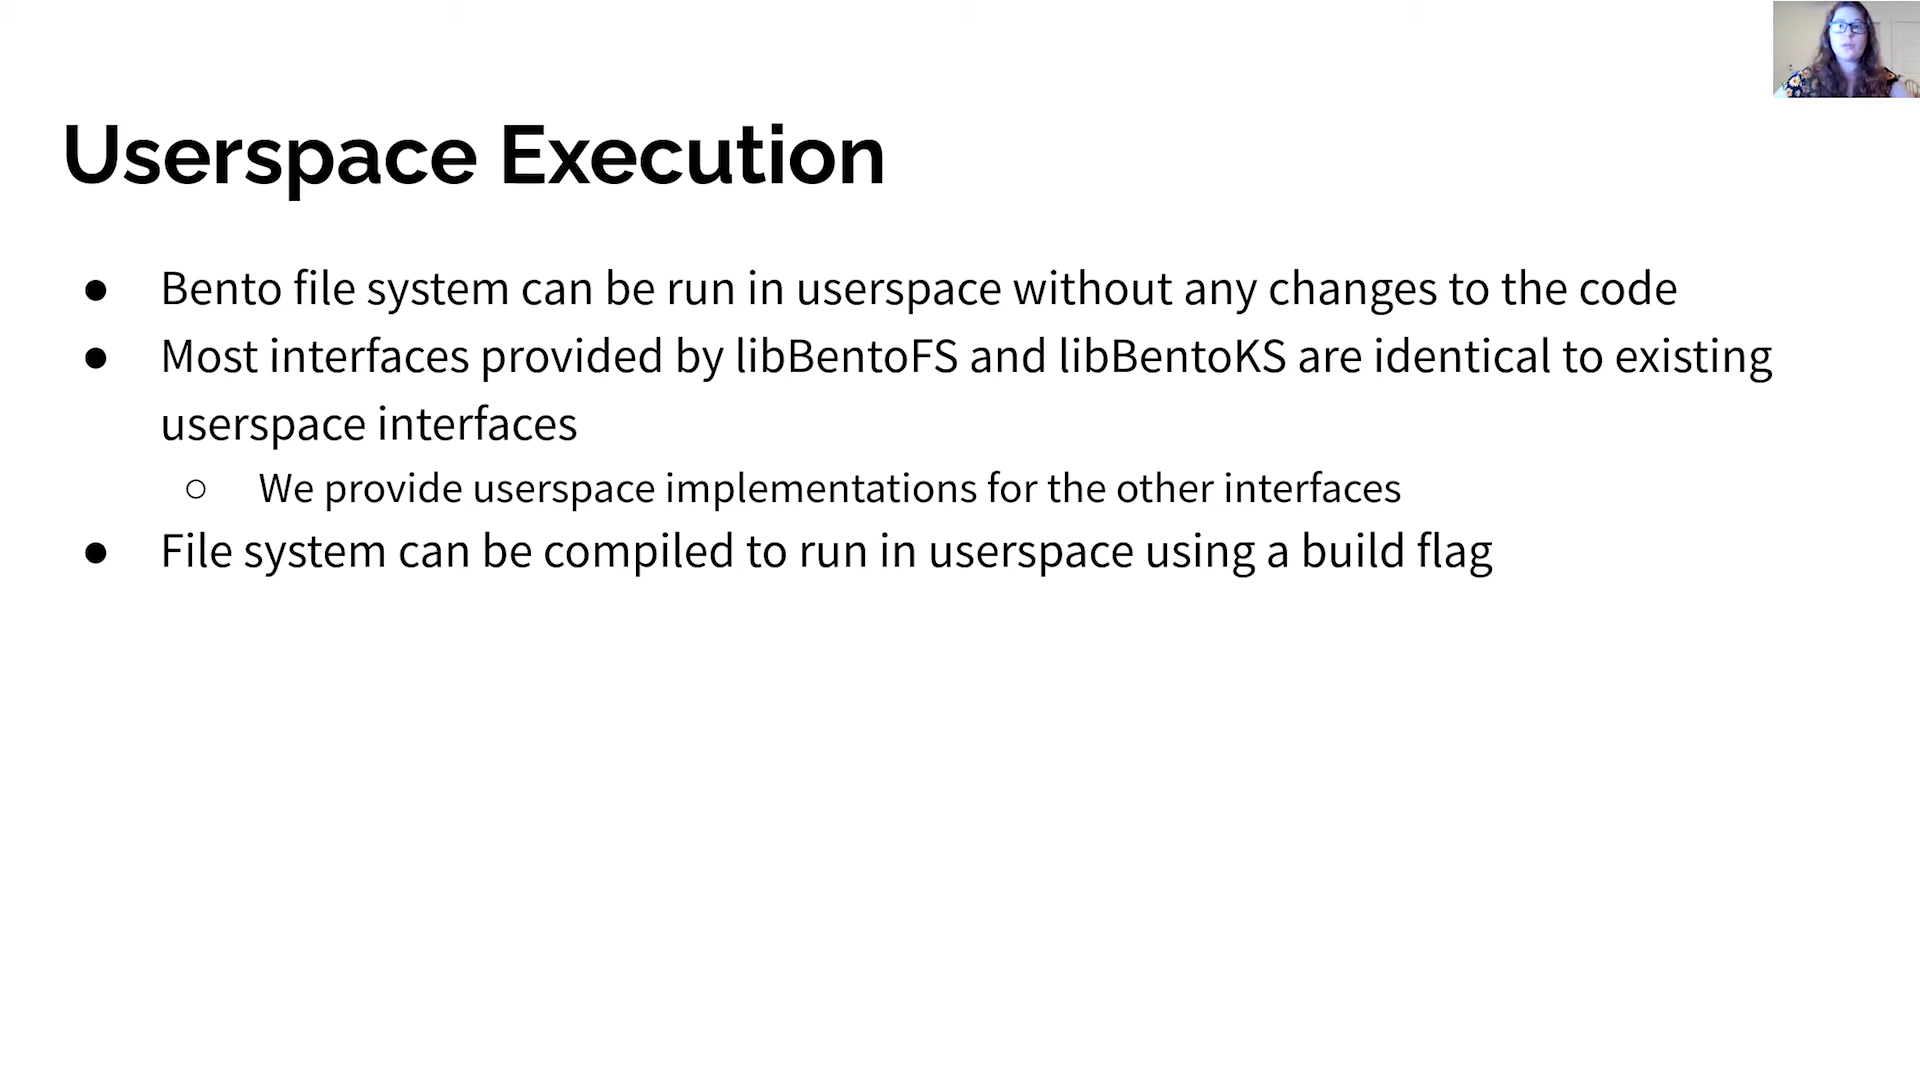 Userspace Execution
● Bento file system can be run in userspace without any changes to the code
● Most interfaces provided by libBentoFS and libBentoKS are identical to existing
userspace interfaces
○ We provide userspace implementations for the other interfaces
● File system can be compiled to run in userspace using a build flag